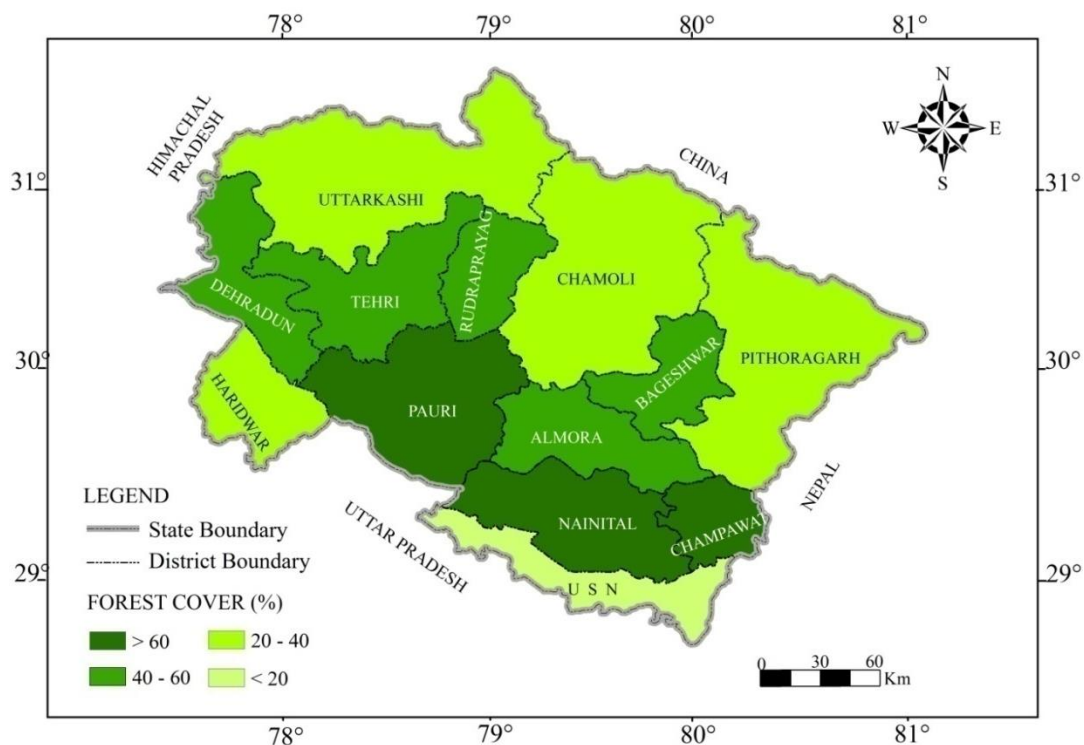 78° 79° 80° 81°
N
W E
S
HIMACHAL
PRADESH
CHINA
31° 31°
UTTARKASHI
RUDRAPRAYAG
CHAMOLI
DEHRADUN
TEHRI
30° 30°
PITHORAGARH
BAGESHWAR
HARIDWAR
PAURI
ALMORA
NEPAL
UTTAR PRADESH
NAINITAL
CHAMPAWAT
29° 29°
U S N
LEGEND
State Boundary
District Boundary
FOREST COVER (%)
> 60 20 - 40
40 - 60 < 20
0 30 60
Km
78° 79° 80° 81°